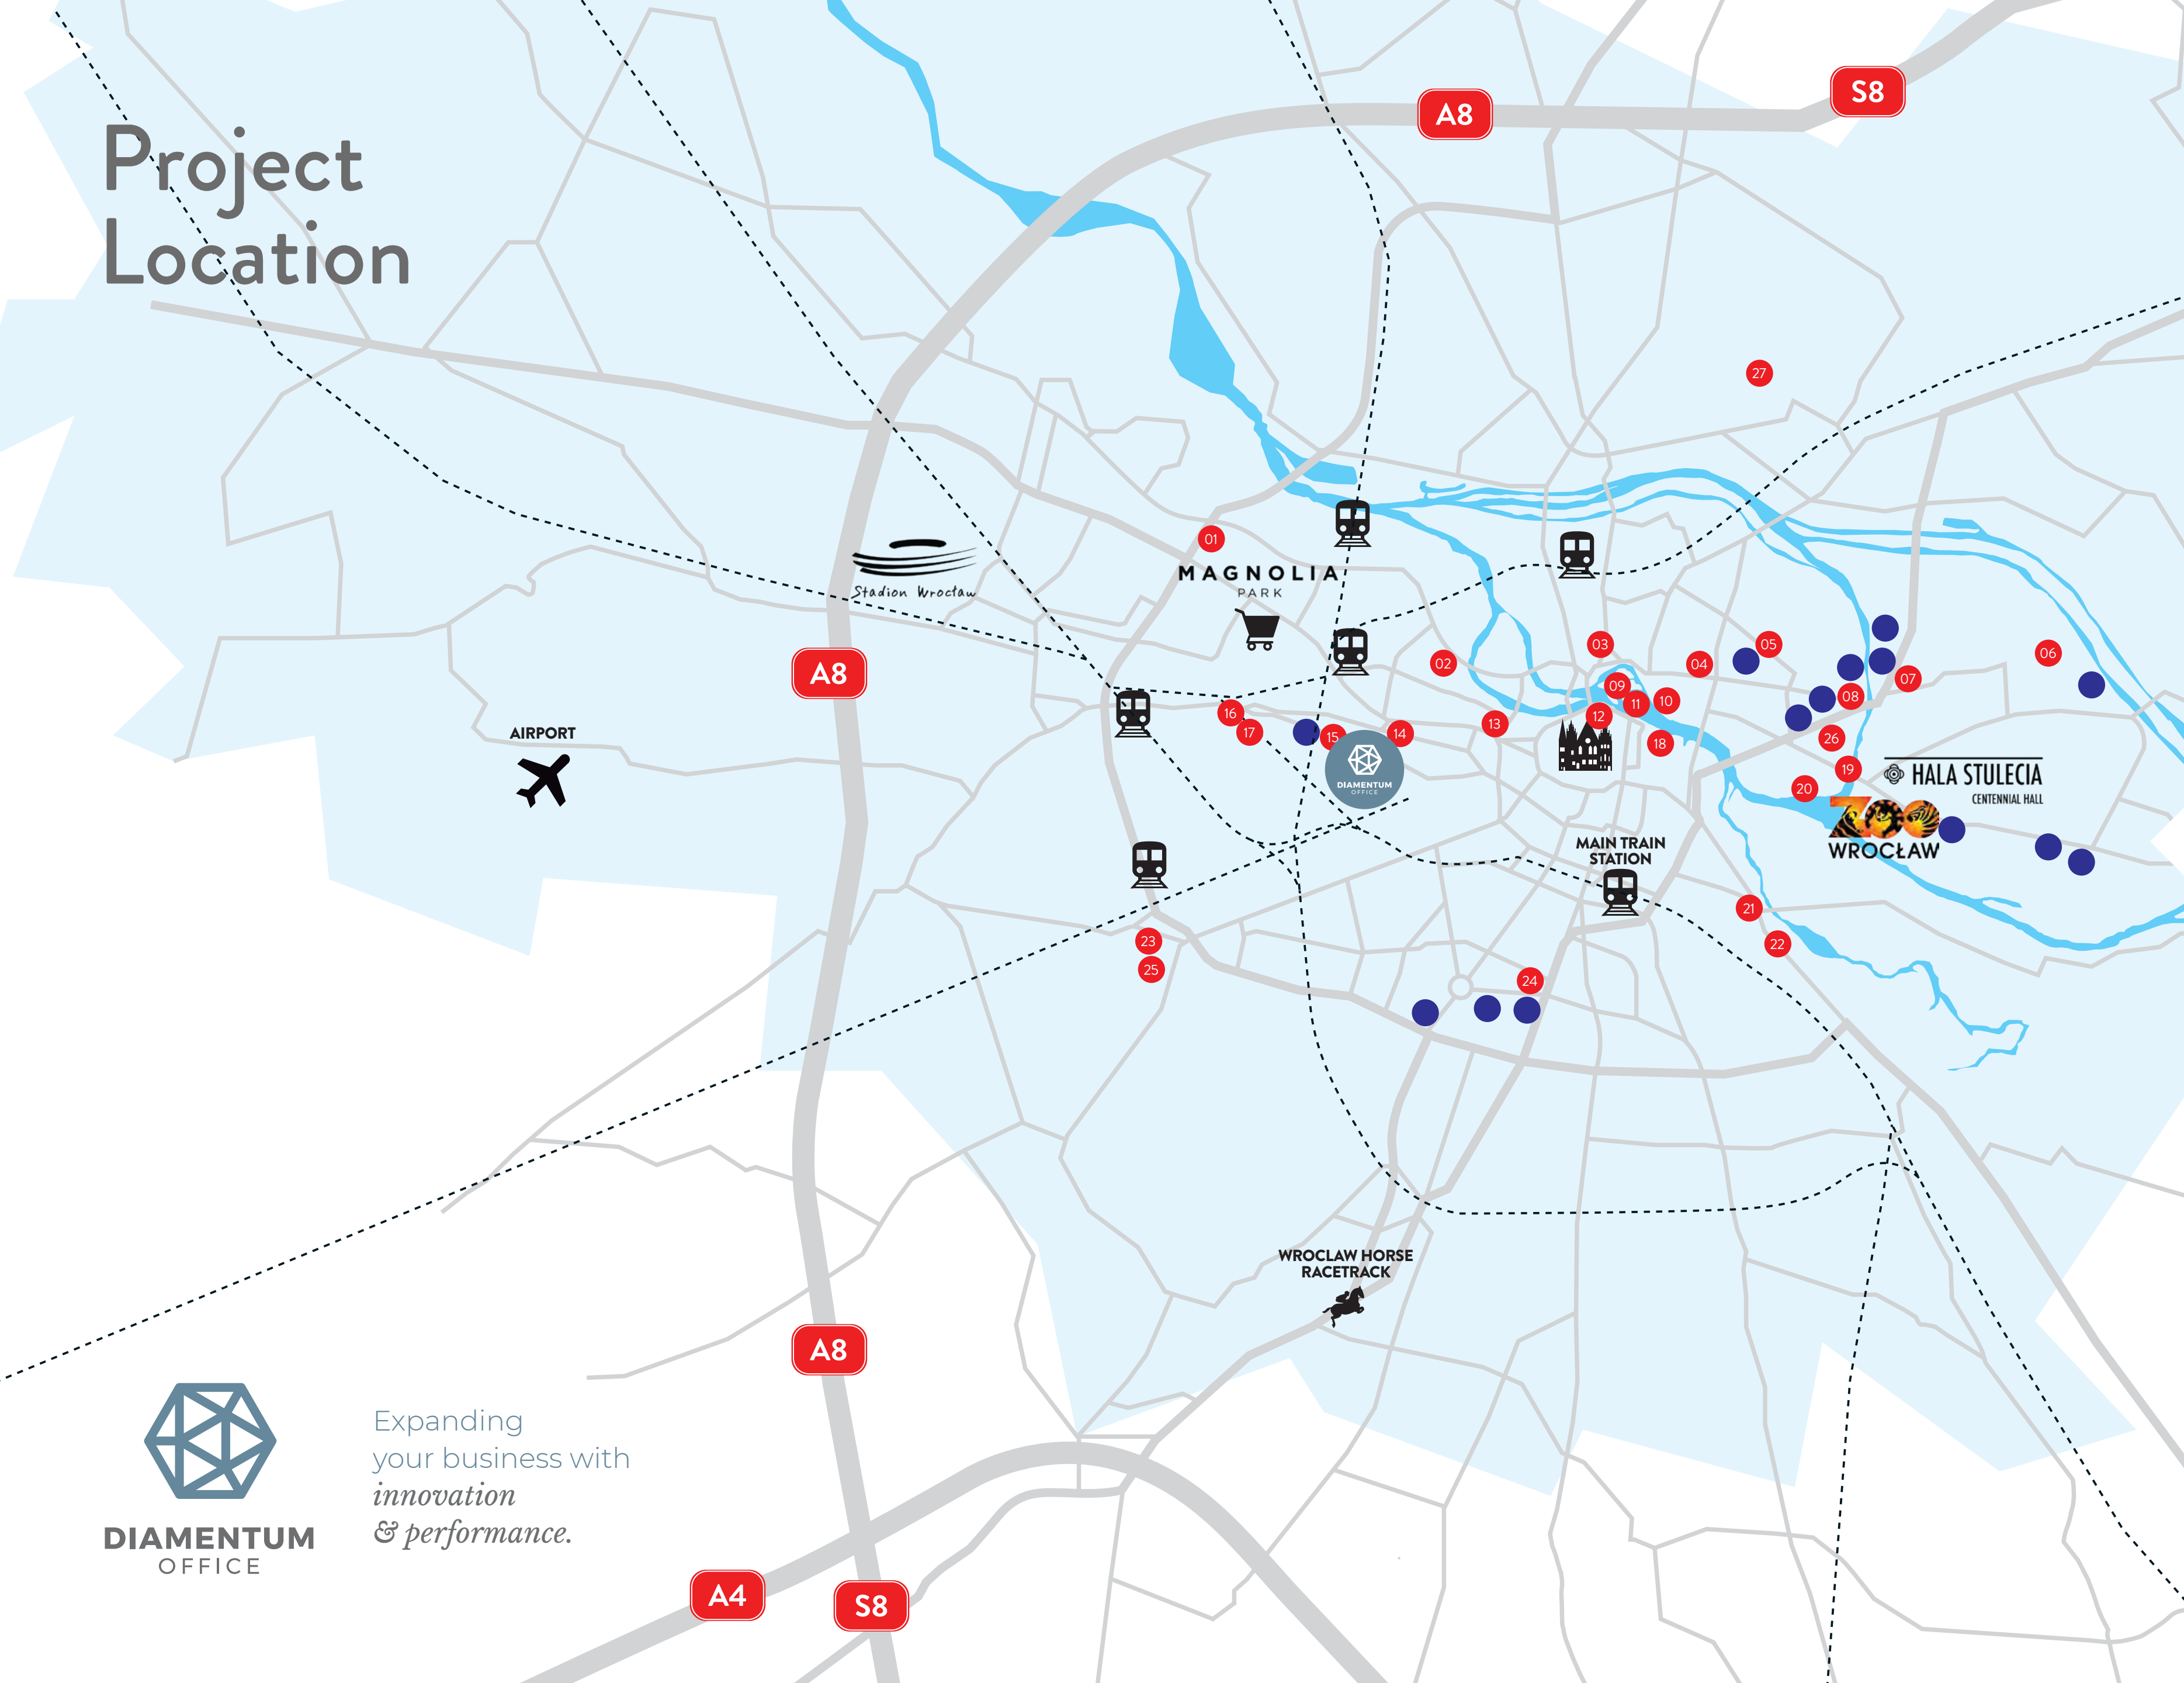 Project
Location
A8
S8
27
Stadion Wrocław
01
MAGNOLIA
PARK
A8
02
03
04
05
06
07
08
09
10
11
12
13
14
15
16
17
18
26
19
20
AIRPORT
DIAMENTUM
OFFICE
HALA STULECIA
CENTENNIAL HALL
ZOO
WROCŁAW
MAIN TRAIN
STATION
21
22
23
25
24
WROCLAW HORSE
RACETRACK
A8
DIAMENTUM
OFFICE
Expanding
your business with
innovation
& performance.
A4
S8